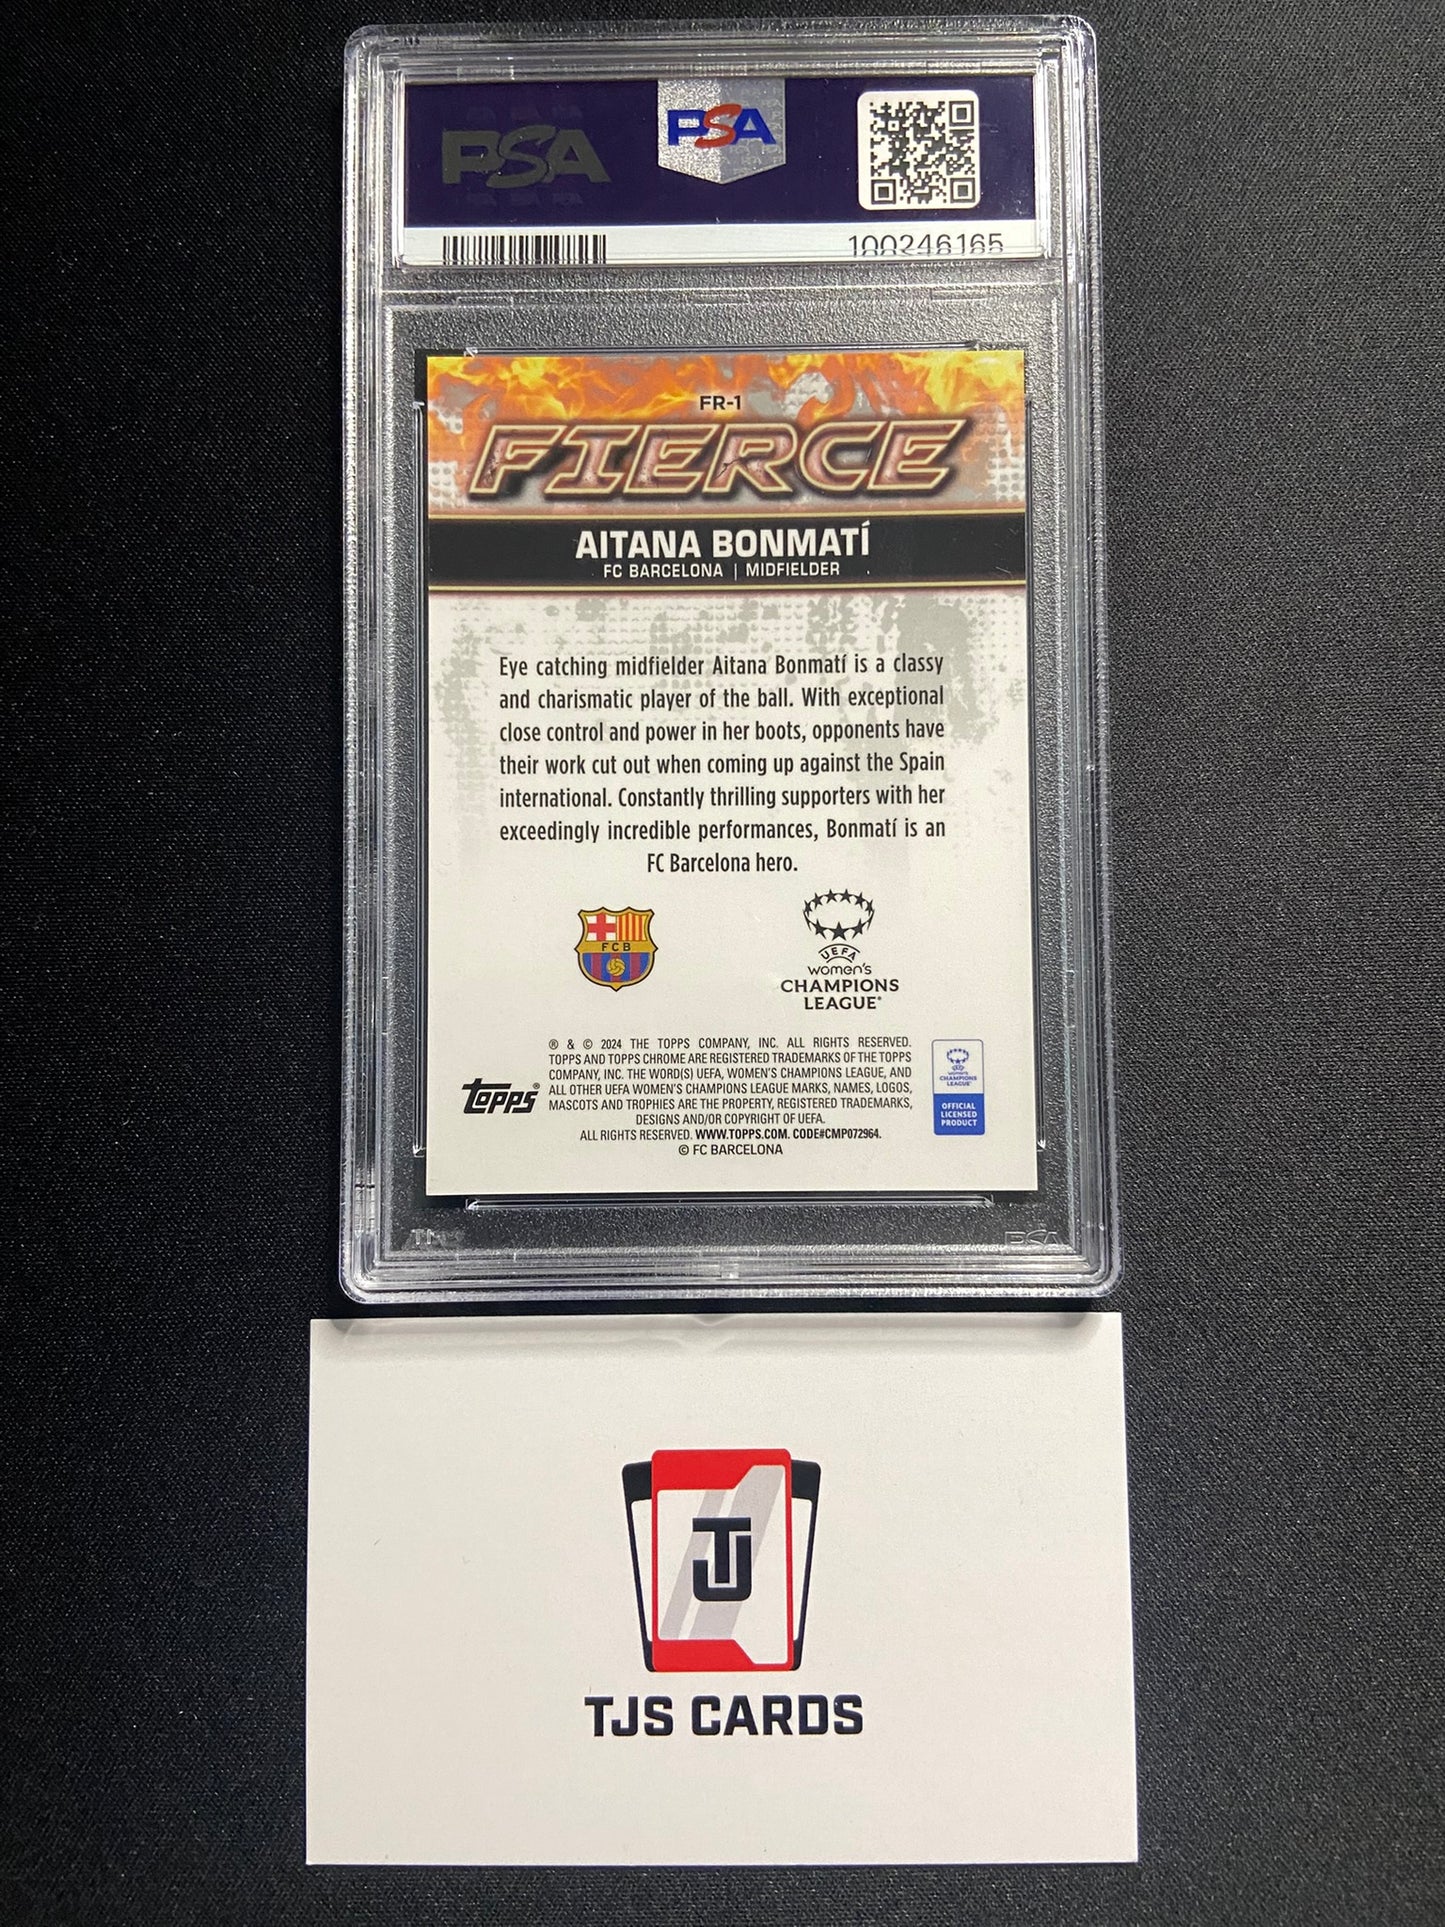 PSA
PSA
100246165
FR-1
FIERCE
AITANA BONMATÍ
FC BARCELONA | MIDFIELDER
Eye catching midfielder Aitana Bonmatí is a classy
and charismatic player of the ball. With exceptional
close control and power in her boots, opponents have
their work cut out when coming up against the Spain
international. Constantly thrilling supporters with her
exceedingly incredible performances, Bonmatí is an
FC Barcelona hero.
FCB
UEFA
women's
CHAMPIONS
LEAGUE®
® & © 2024 THE TOPPS COMPANY, INC. ALL RIGHTS RESERVED.
TOPPS AND TOPPS CHROME ARE REGISTERED TRADEMARKS OF THE TOPPS
COMPANY, INC. THE WORD(S) UEFA, WOMEN'S CHAMPIONS LEAGUE, AND
ALL OTHER UEFA WOMEN'S CHAMPIONS LEAGUE MARKS, NAMES, LOGOS,
MASCOTS AND TROPHIES ARE THE PROPERTY, REGISTERED TRADEMARKS,
DESIGNS AND/OR COPYRIGHT OF UEFA.
ALL RIGHTS RESERVED. WWW.TOPPS.COM. CODE#CMP072964.
© FC BARCELONA
Topps®
women's
CHAMPIONS
LEAGUE
OFFICIAL
LICENSED
PRODUCT
PSA
TJ
TJS CARDS